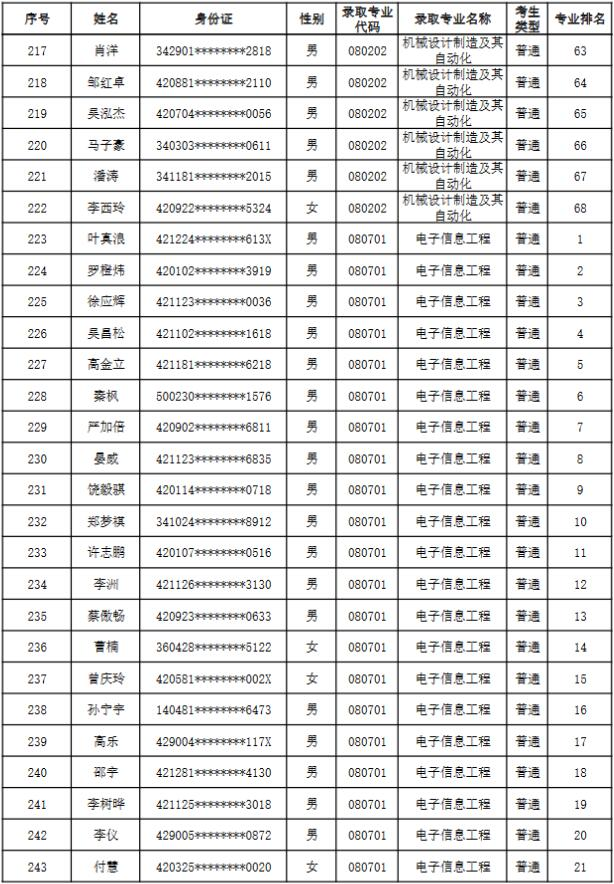 序号 姓名 身份证 性别 录取专业代码 录取专业名称 考生类型 专业排名
217 肖洋 342901********2818 男 080202 机械设计制造及其自动化 普通 63
218 邹红卓 420881********2110 男 080202 机械设计制造及其自动化 普通 64
219 吴泓杰 420704********0056 男 080202 机械设计制造及其自动化 普通 65
220 马子豪 340303********0611 男 080202 机械设计制造及其自动化 普通 66
221 潘涛 341181********2015 男 080202 机械设计制造及其自动化 普通 67
222 李西玲 420922********5324 女 080202 机械设计制造及其自动化 普通 68
223 叶真浪 421224********613X 男 080701 电子信息工程 普通 1
224 罗橙炜 420102********3919 男 080701 电子信息工程 普通 2
225 徐应辉 421123********0036 男 080701 电子信息工程 普通 3
226 吴昌松 421102********1618 男 080701 电子信息工程 普通 4
227 高金立 421181********6218 男 080701 电子信息工程 普通 5
228 秦枫 500230********1576 男 080701 电子信息工程 普通 6
229 严加倍 420902********6811 男 080701 电子信息工程 普通 7
230 晏威 421123********6835 男 080701 电子信息工程 普通 8
231 饶毅骐 420114********0718 男 080701 电子信息工程 普通 9
232 郑梦祺 341024********8912 男 080701 电子信息工程 普通 10
233 许志鹏 420107********0516 男 080701 电子信息工程 普通 11
234 李洲 421126********3130 男 080701 电子信息工程 普通 12
235 蔡傲畅 420923********0633 男 080701 电子信息工程 普通 13
236 曹楠 360428********5122 女 080701 电子信息工程 普通 14
237 曾庆玲 420581********002X 女 080701 电子信息工程 普通 15
238 孙宁宇 140481********6473 男 080701 电子信息工程 普通 16
239 高乐 429004********117X 男 080701 电子信息工程 普通 17
240 邵宇 421281********4130 男 080701 电子信息工程 普通 18
241 李树晔 421125********3018 男 080701 电子信息工程 普通 19
242 李仪 429005********0872 男 080701 电子信息工程 普通 20
243 付慧 420325********0020 女 080701 电子信息工程 普通 21